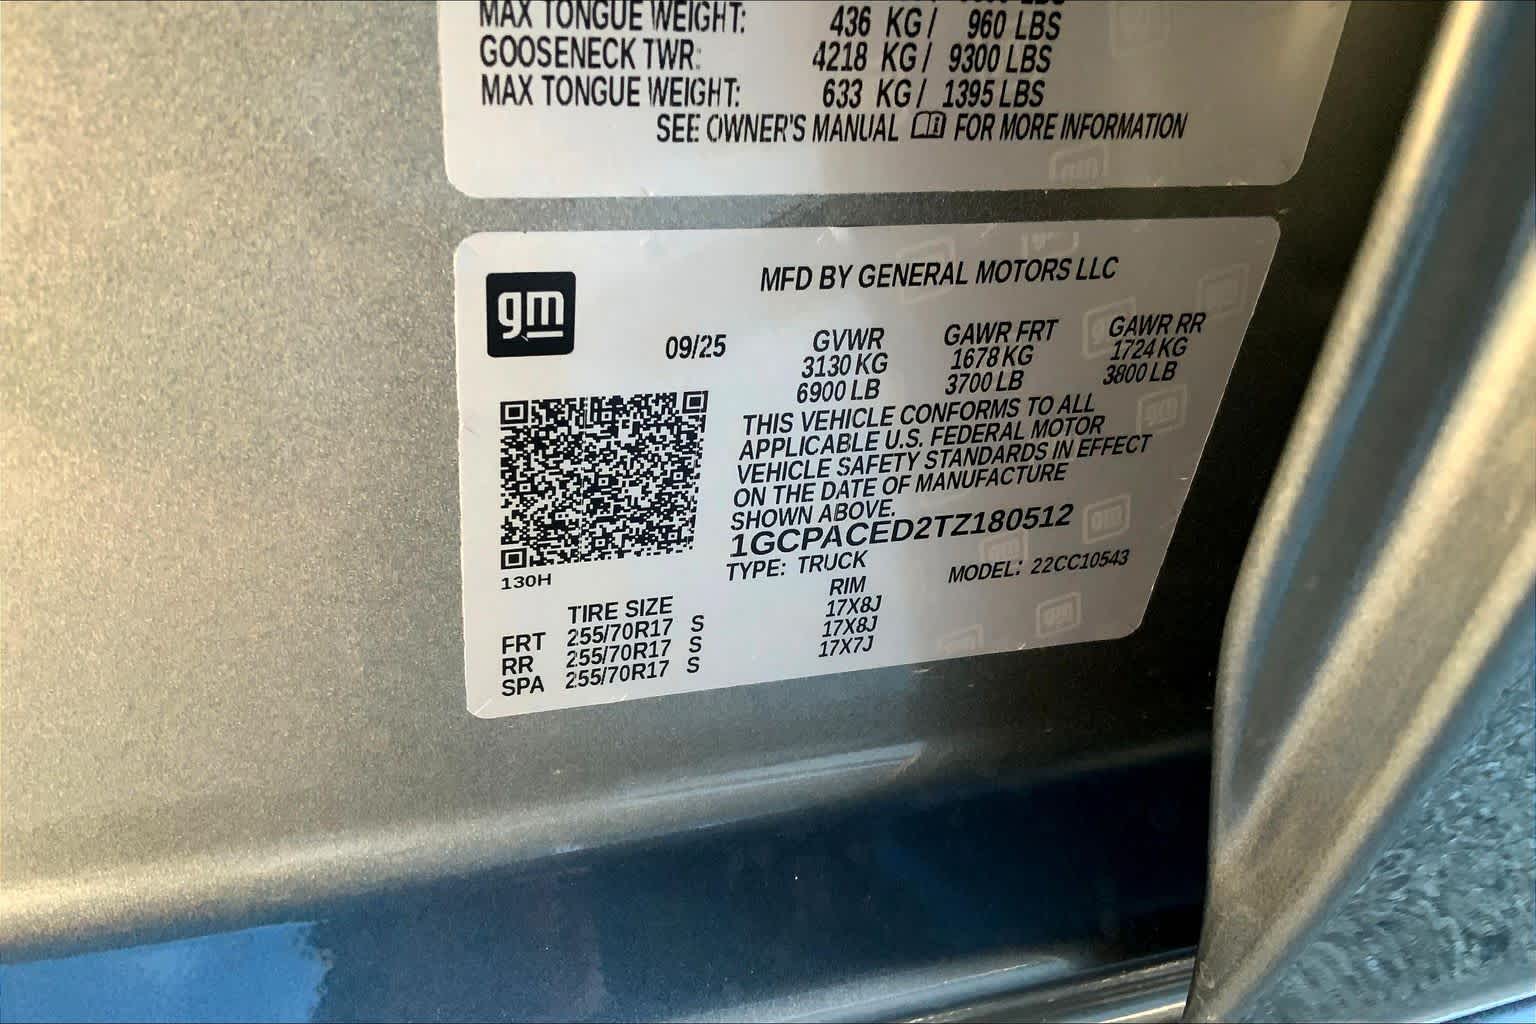 MAX TONGUE WEIGHT: 436 KG/ 960 LBS
GOOSENECK TWR: 4218 KG/ 9300 LBS
MAX TONGUE WEIGHT: 633 KG/ 1395 LBS
SEE OWNER'S MANUAL FOR MORE INFORMATION
gm
MFD BY GENERAL MOTORS LLC
09/25 GVWR GAWR FRT GAWR RR
3130 KG 1678 KG 1724 KG
6900 LB 3700 LB 3800 LB
THIS VEHICLE CONFORMS TO ALL
APPLICABLE U.S. FEDERAL MOTOR
VEHICLE SAFETY STANDARDS IN EFFECT
ON THE DATE OF MANUFACTURE
SHOWN ABOVE.
1GCPACED2TZ180512
TYPE: TRUCK MODEL: 22CC10543
130H
TIRE SIZE RIM
FRT 255/70R17 S 17X8J
RR 255/70R17 S 17X8J
SPA 255/70R17 S 17X7J